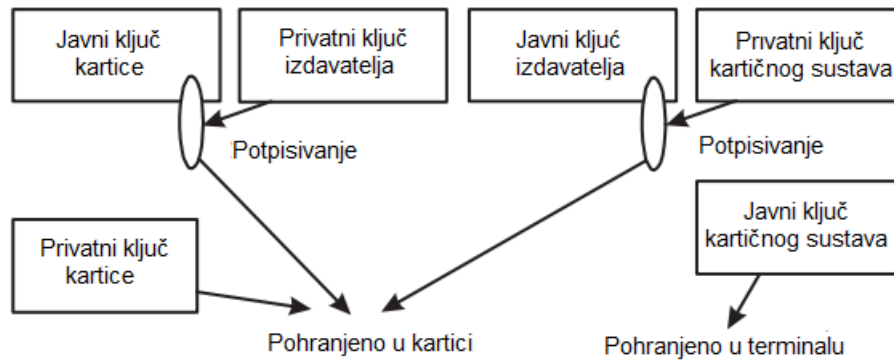 Javni ključ
kartice
Privatni ključ
izdavatelja
Javni kljuć
izdavatelja
Privatni ključ
kartičnog sustava
Potpisivanje
Potpisivanje
Privatni ključ
kartice
Javni ključ
kartičnog sustava
Pohranjeno u kartici
Pohranjeno u terminalu